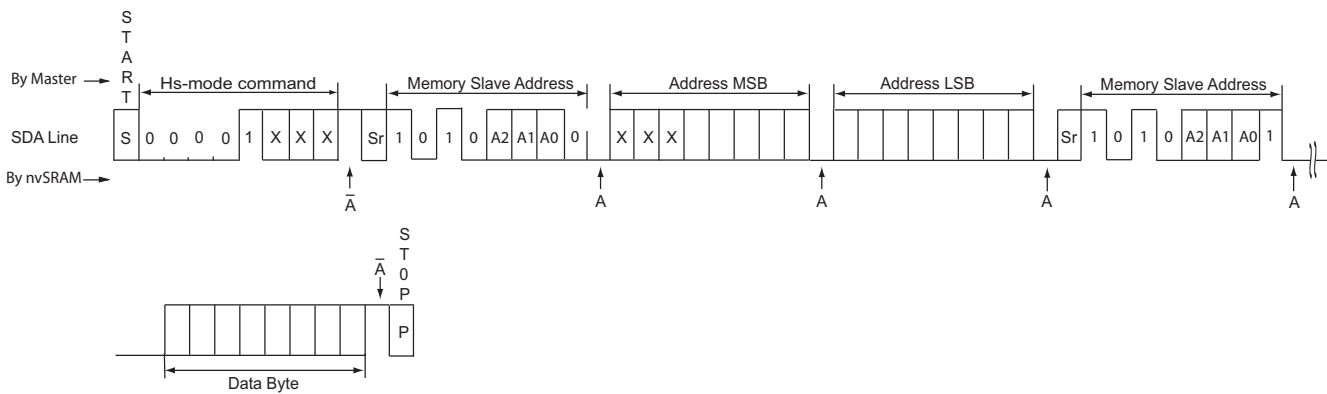 START
By Master
Hs-mode command
Memory Slave Address
Address MSB
Address LSB
Memory Slave Address
SDA Line
S 0 0 0 0 1 X X X Sr 1 0 1 0 A2 A1 A0 0 X X X Sr 1 0 1 0 A2 A1 A0 1
By nvSRAM
A̅ A A A A
A̅
ST0P
P
Data Byte